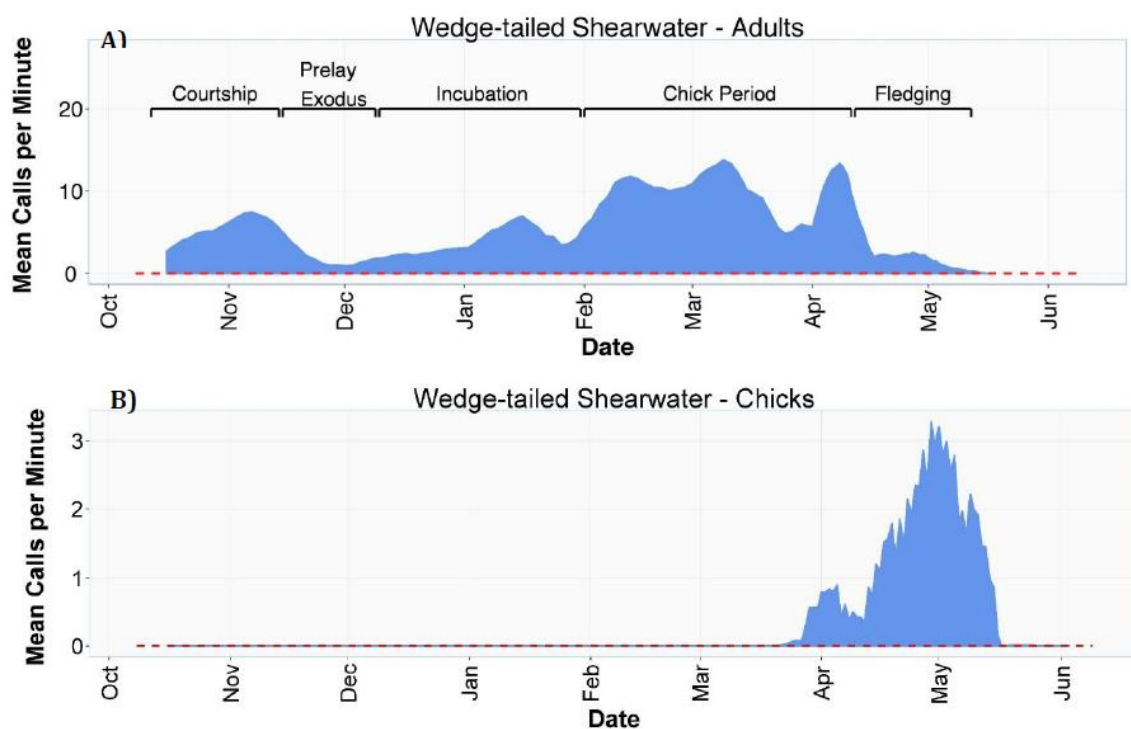 A)
Wedge-tailed Shearwater - Adults
Mean Calls per Minute
20
10
0
Courtship
Prelay
Exodus
Incubation
Chick Period
Fledging
Oct
Nov
Dec
Jan
Feb
Mar
Apr
May
Jun
Date
B)
Wedge-tailed Shearwater - Chicks
Mean Calls per Minute
3
2
1
0
Oct
Nov
Dec
Jan
Feb
Mar
Apr
May
Jun
Date